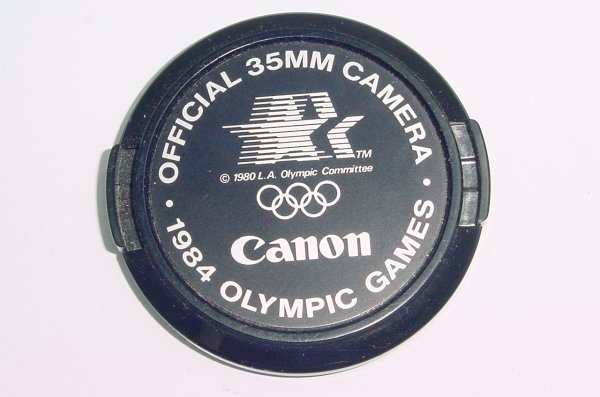 • OFFICIAL 35MM CAMERA •
TM
© 1980 L.A. Olympic Committee
Canon
1984 OLYMPIC GAMES